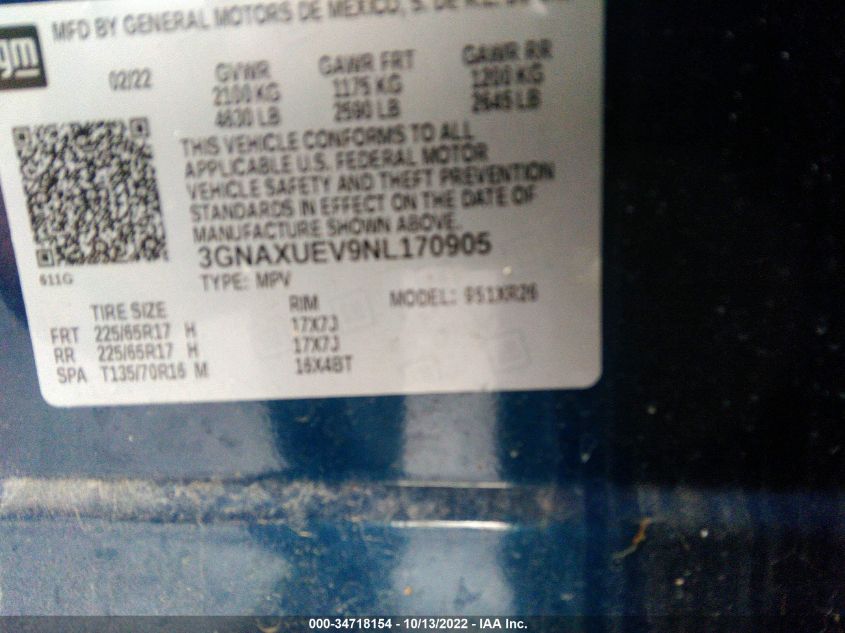 gm
MFD BY GENERAL MOTORS DE MEXICO, S. DE R.L.
02/22
GVWR GAWR FRT GAWR RR
2100 KG 1175 KG 1200 KG
4630 LB 2590 LB 2645 LB
THIS VEHICLE CONFORMS TO ALL
APPLICABLE U.S. FEDERAL MOTOR
VEHICLE SAFETY AND THEFT PREVENTION
STANDARDS IN EFFECT ON THE DATE OF
MANUFACTURE SHOWN ABOVE.
3GNAXUEV9NL170905
611G
TYPE: MPV MODEL: 9S1XR26
TIRE SIZE RIM
FRT 225/65R17 H 17X7J
RR 225/65R17 H 17X7J
SPA T135/70R16 M 16X4BT
000-34718154 - 10/13/2022 - IAA Inc.